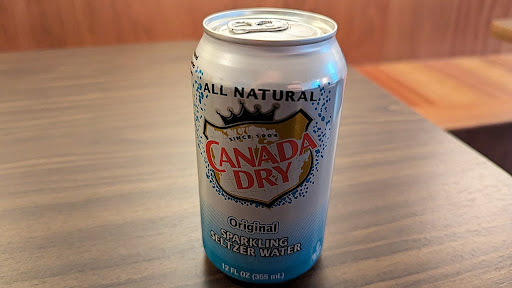 ALL NATURAL
SINCE 1904
CANADA
DRY
Original
SPARKLING
SELTZER WATER
12 FL OZ (355 mL)